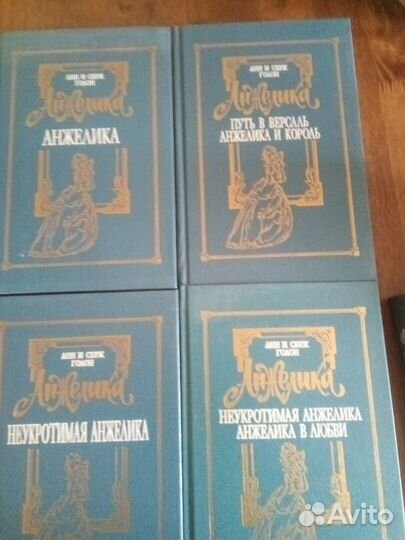 АНН И СЕРЖ
ГОЛОН
Анжелика
АНЖЕЛИКА
АНН И СЕРЖ
ГОЛОН
Анжелика
ПУТЬ В ВЕРСАЛЬ
АНЖЕЛИКА И КОРОЛЬ
АНН И СЕРЖ
ГОЛОН
Анжелика
НЕУКРОТИМАЯ АНЖЕЛИКА
АНН И СЕРЖ
ГОЛОН
Анжелика
НЕУКРОТИМАЯ АНЖЕЛИКА
АНЖЕЛИКА В ЛЮБВИ
Avito